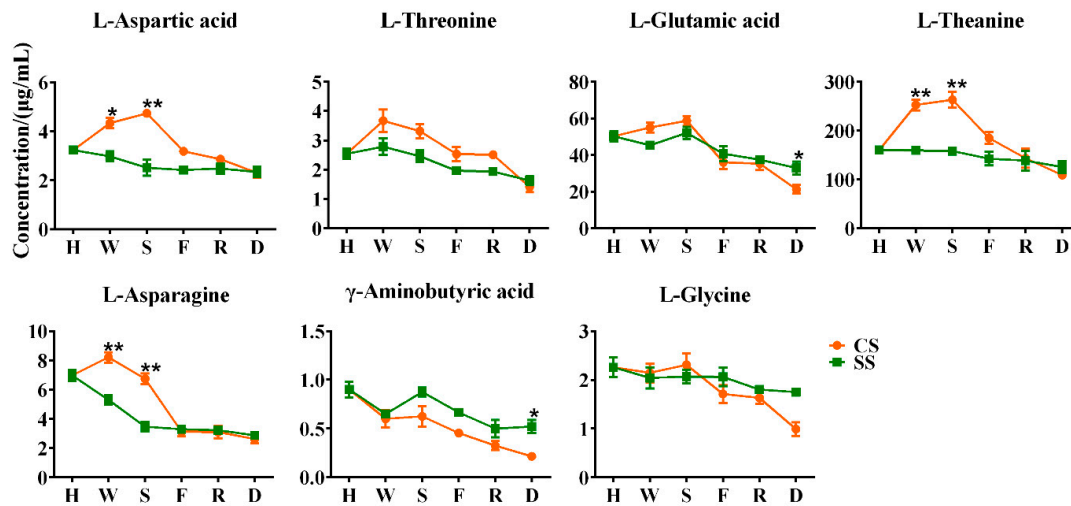 L-Aspartic acid
L-Threonine
L-Glutamic acid
L-Theanine
Concentration/(μg/mL)
6
4
2
0
* **
H W S F R D
5
4
3
2
1
0
H W S F R D
80
60
40
20
0
*
H W S F R D
300
200
100
0
** **
H W S F R D
L-Asparagine
γ-Aminobutyric acid
L-Glycine
10
8
6
4
2
0
** **
H W S F R D
1.5
1.0
0.5
0.0
*
H W S F R D
3
2
1
0
H W S F R D
CS
SS